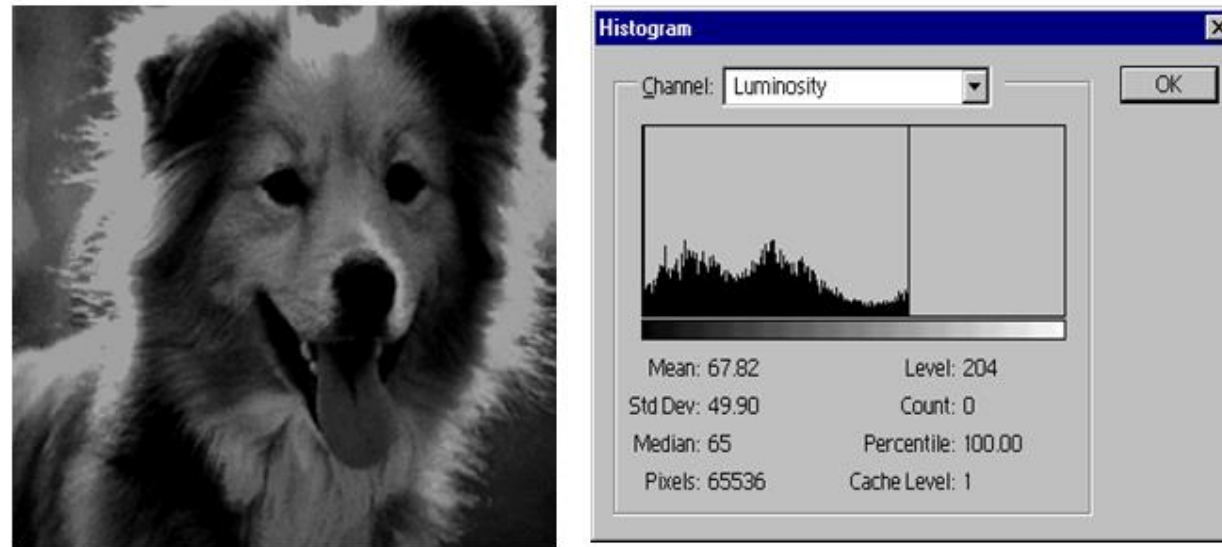 Histogram
Channel: Luminosity
OK
Mean: 67.82 Level: 204
Std Dev: 49.90 Count: 0
Median: 65 Percentile: 100.00
Pixels: 65536 Cache Level: 1